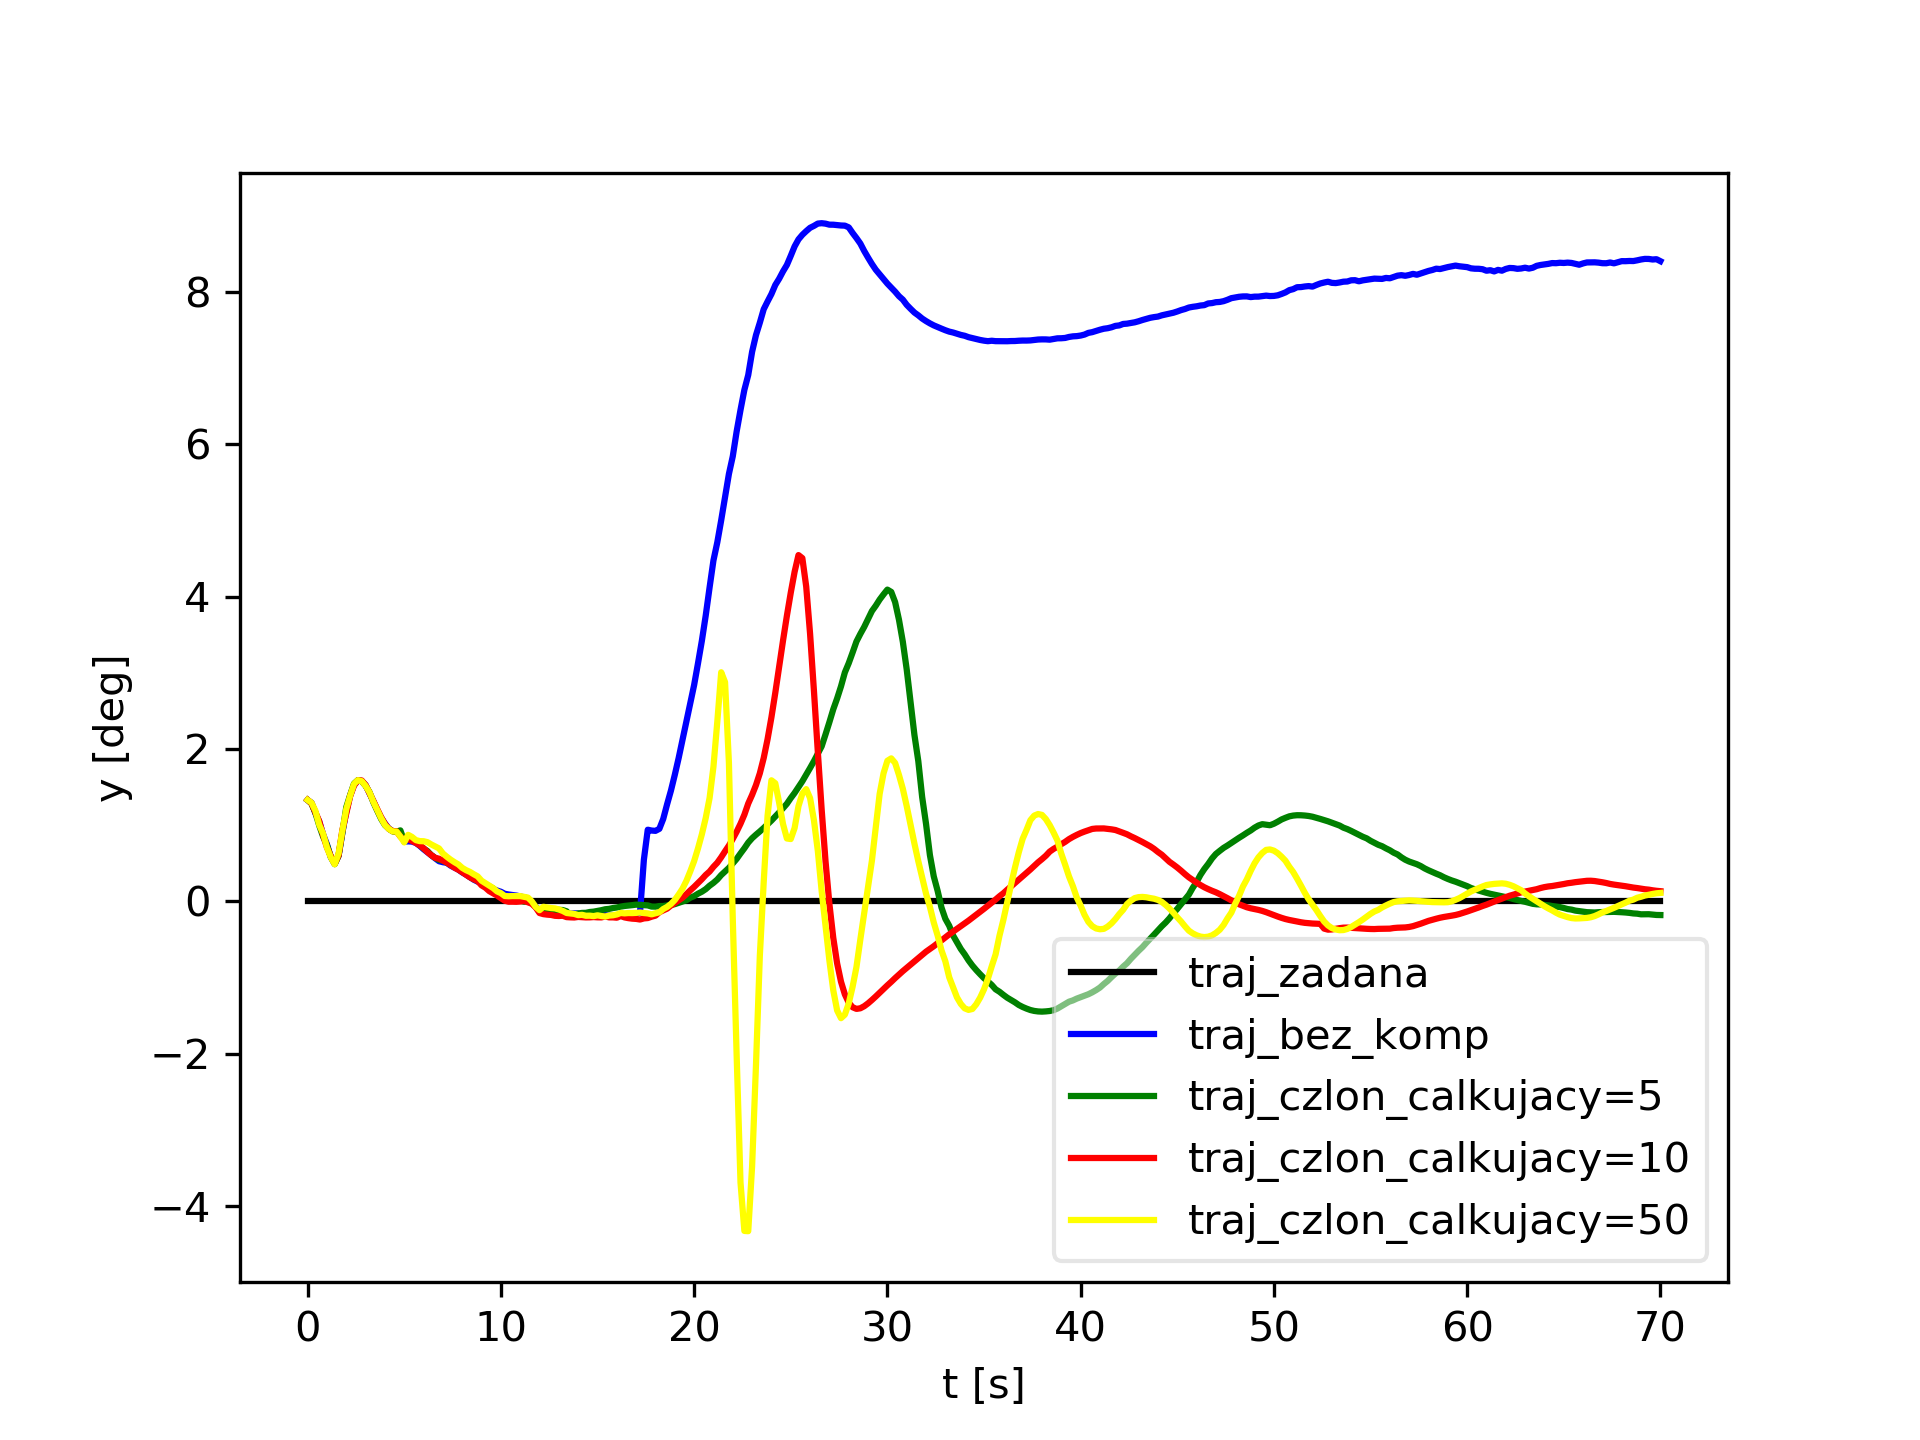 8
6
4
2
0
−2
−4
y [deg]
0 10 20 30 40 50 60 70
t [s]
traj_zadana
traj_bez_komp
traj_czlon_calkujacy=5
traj_czlon_calkujacy=10
traj_czlon_calkujacy=50